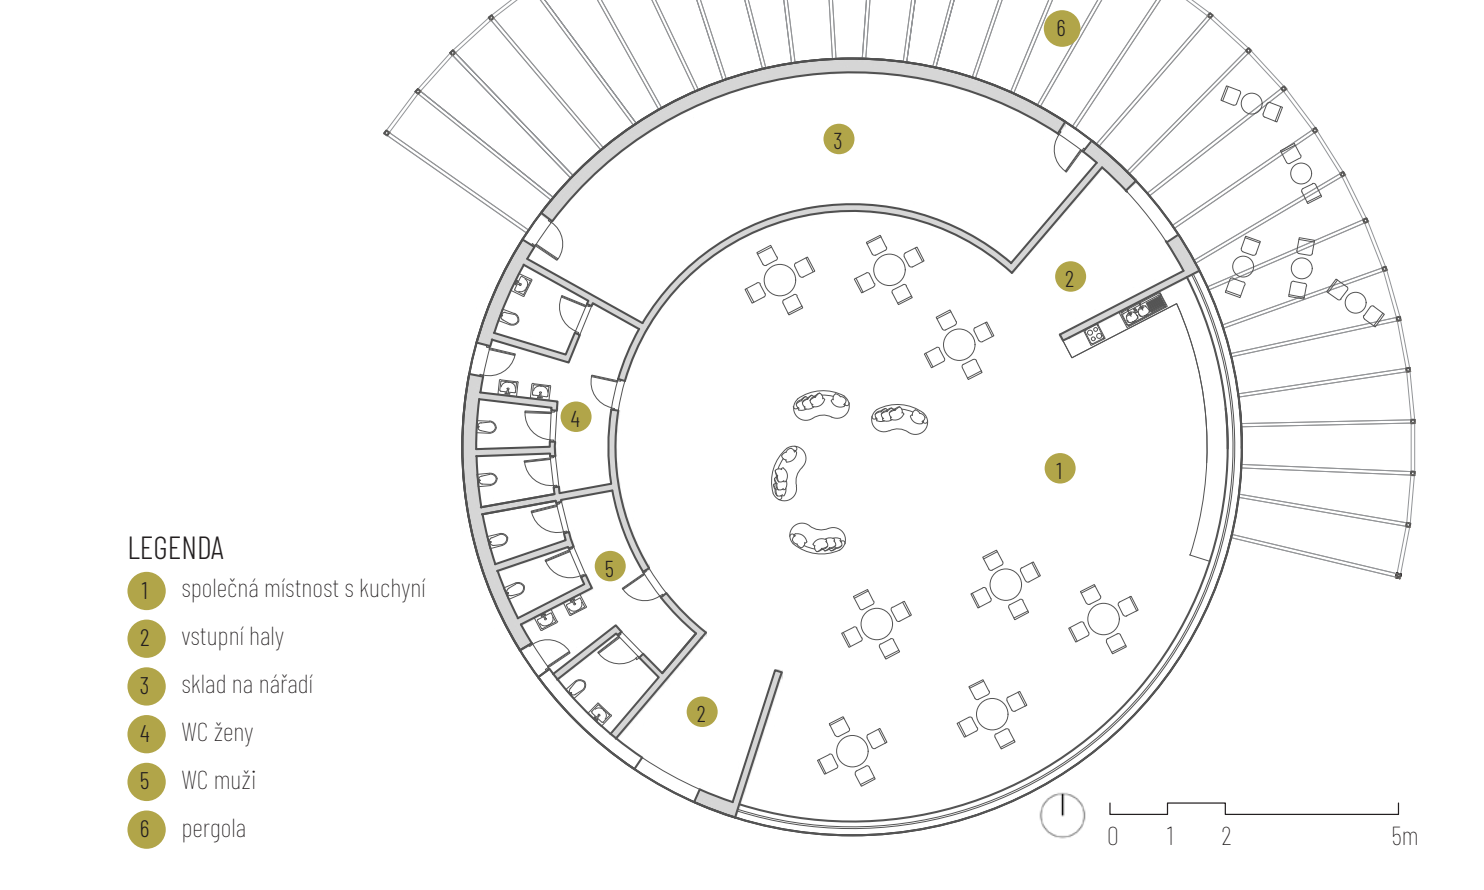 6
3
2
4
1
5
2
LEGENDA
1 společná místnost s kuchyní
2 vstupní haly
3 sklad na nářadí
4 WC ženy
5 WC muži
6 pergola
0 1 2 5m